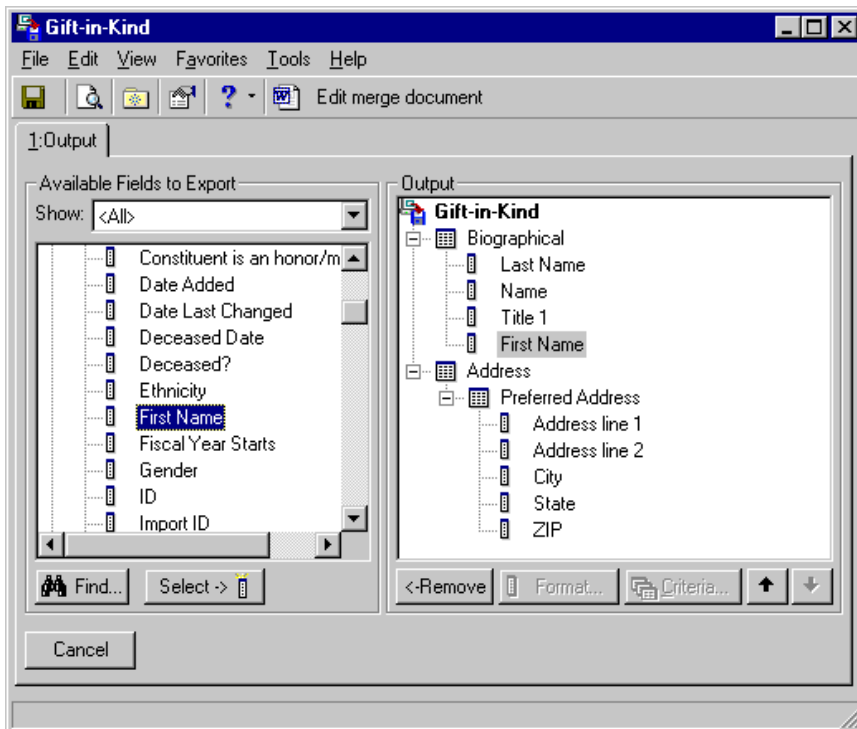 Gift-in-Kind
File Edit View Favorites Tools Help
? Edit merge document
1:Output
Available Fields to Export
Show: <All>
Constituent is an honor/m
Date Added
Date Last Changed
Deceased Date
Deceased?
Ethnicity
First Name
Fiscal Year Starts
Gender
ID
Import ID
Find... Select ->
Output
Gift-in-Kind
Biographical
Last Name
Name
Title 1
First Name
Address
Preferred Address
Address line 1
Address line 2
City
State
ZIP
<-Remove Format... Criteria...
Cancel